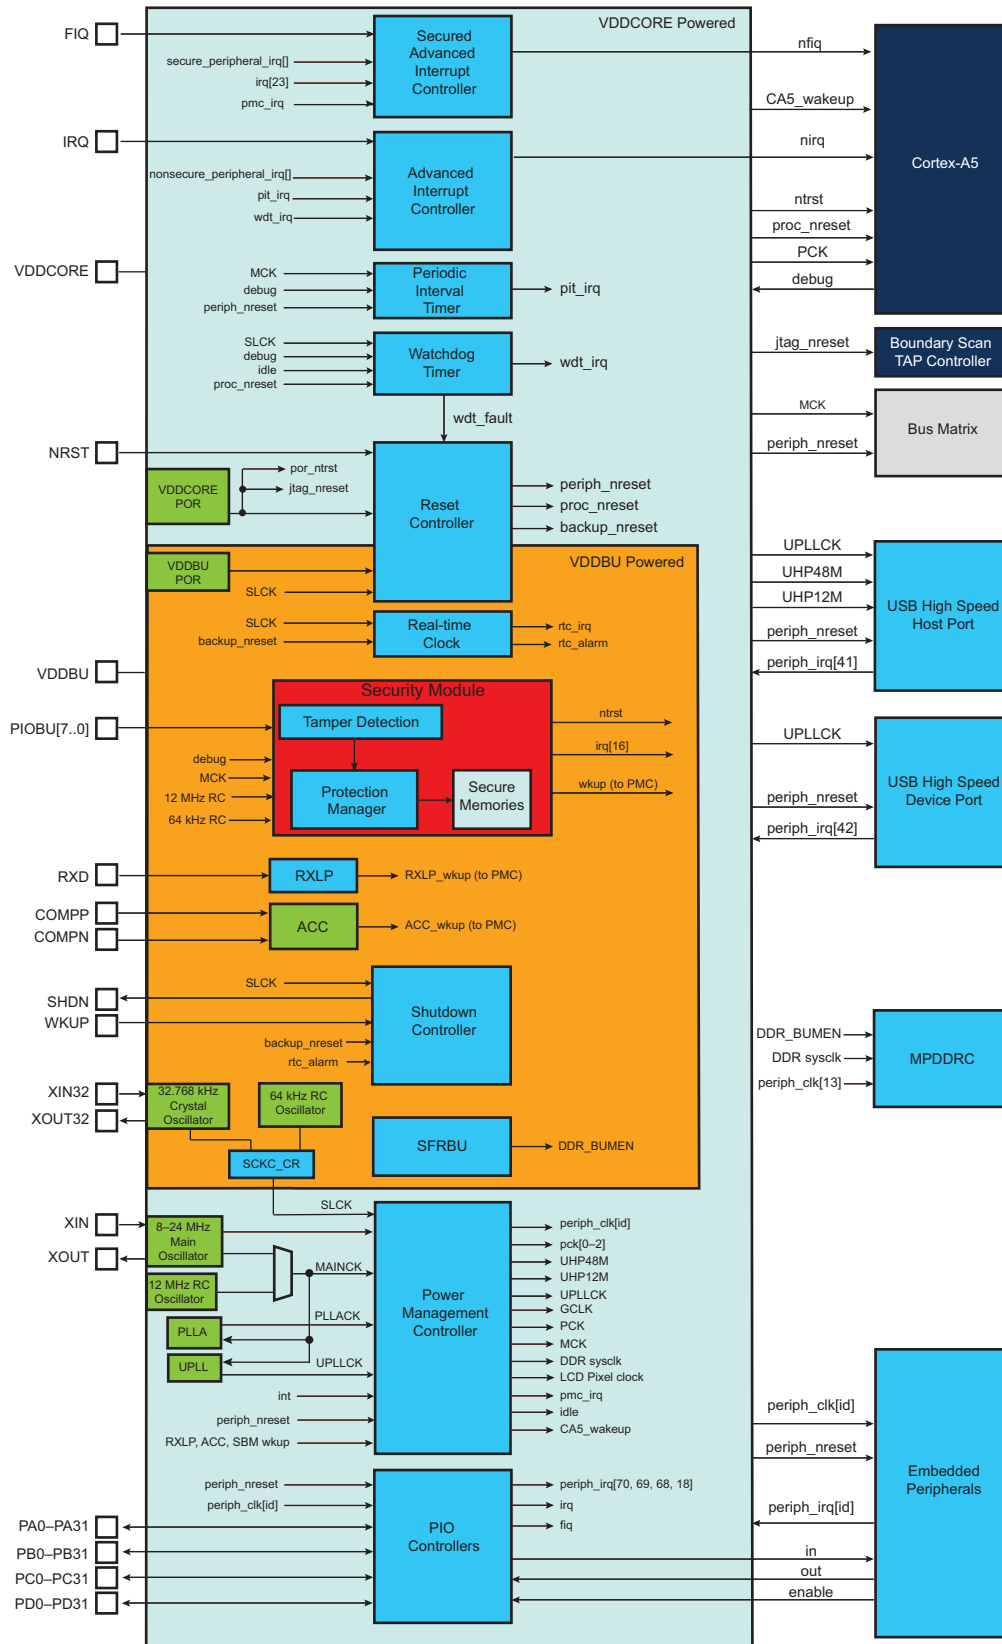 VDDCORE Powered
FIQ
Secured
Advanced
Interrupt
Controller
secure_peripheral_irq[]
irq[23]
pmc_irq
nfiq
CA5_wakeup
Cortex-A5
IRQ
nonsecure_peripheral_irq[]
pit_irq
wdt_irq
Advanced
Interrupt
Controller
nirq
ntrst
proc_nreset
PCK
debug
VDDCORE
MCK
debug
periph_nreset
Periodic
Interval
Timer
pit_irq
SLCK
debug
idle
proc_nreset
Watchdog
Timer
wdt_irq
wdt_fault
jtag_nreset
Boundary Scan
TAP Controller
MCK
periph_nreset
Bus Matrix
NRST
VDDCORE
POR
por_ntrst
jtag_nreset
Reset
Controller
periph_nreset
proc_nreset
backup_nreset
VDDBU Powered
VDDBU
POR
SLCK
UPLLCK
UHP48M
UHP12M
periph_nreset
periph_irq[41]
USB High Speed
Host Port
SLCK
backup_nreset
Real-time
Clock
rtc_irq
rtc_alarm
VDDBU
PIOBU[7..0]
Security Module
Tamper Detection
debug
MCK
12 MHz RC
64 kHz RC
Protection
Manager
Secure
Memories
ntrst
irq[16]
wkup (to PMC)
UPLLCK
periph_nreset
periph_irq[42]
USB High Speed
Device Port
RXD
RXLP
RXLP_wkup (to PMC)
COMPP
COMPN
ACC
ACC_wkup (to PMC)
SHDN
WKUP
SLCK
backup_nreset
rtc_alarm
Shutdown
Controller
DDR_BUMEN
DDR sysclk
periph_clk[13]
MPDDRC
XIN32
XOUT32
32.768 kHz
Crystal
Oscillator
64 kHz RC
Oscillator
SCKC_CR
SFRBU
DDR_BUMEN
SLCK
XIN
XOUT
8–24 MHz
Main
Oscillator
12 MHz RC
Oscillator
MAINCK
PLLACK
PLLA
UPLL
UPLLCK
int
periph_nreset
RXLP, ACC, SBM wkup
Power
Management
Controller
periph_clk[id]
pck[0–2]
UHP48M
UHP12M
UPLLCK
GCLK
PCK
MCK
DDR sysclk
LCD Pixel clock
pmc_irq
idle
CA5_wakeup
periph_clk[id]
periph_nreset
periph_irq[id]
in
out
enable
Embedded
Peripherals
periph_nreset
periph_clk[id]
PIO
Controllers
periph_irq[70, 69, 68, 18]
irq
fiq
PA0–PA31
PB0–PB31
PC0–PC31
PD0–PD31